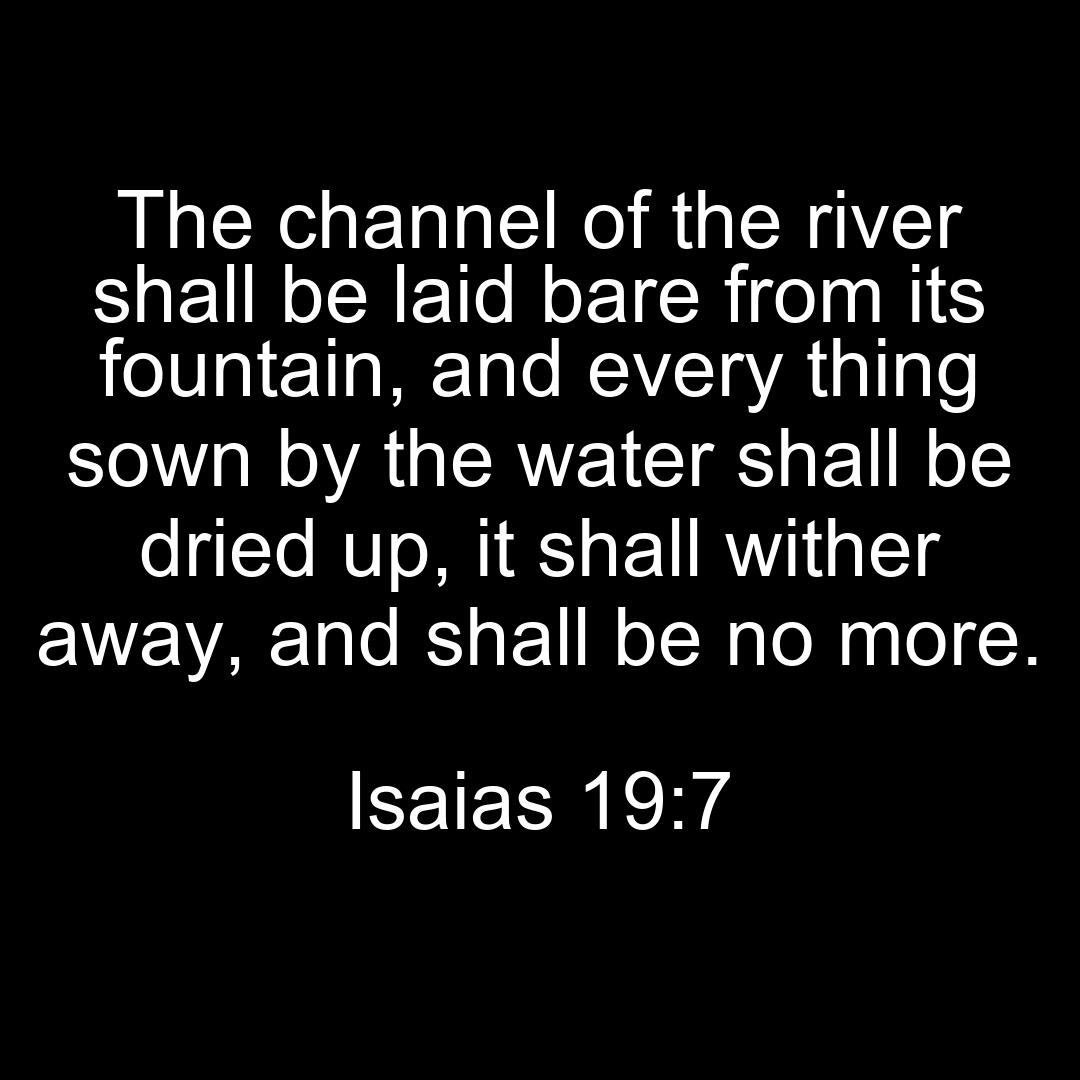 The channel of the river
shall be laid bare from its
fountain, and every thing
sown by the water shall be
dried up, it shall wither
away, and shall be no more.
Isaias 19:7